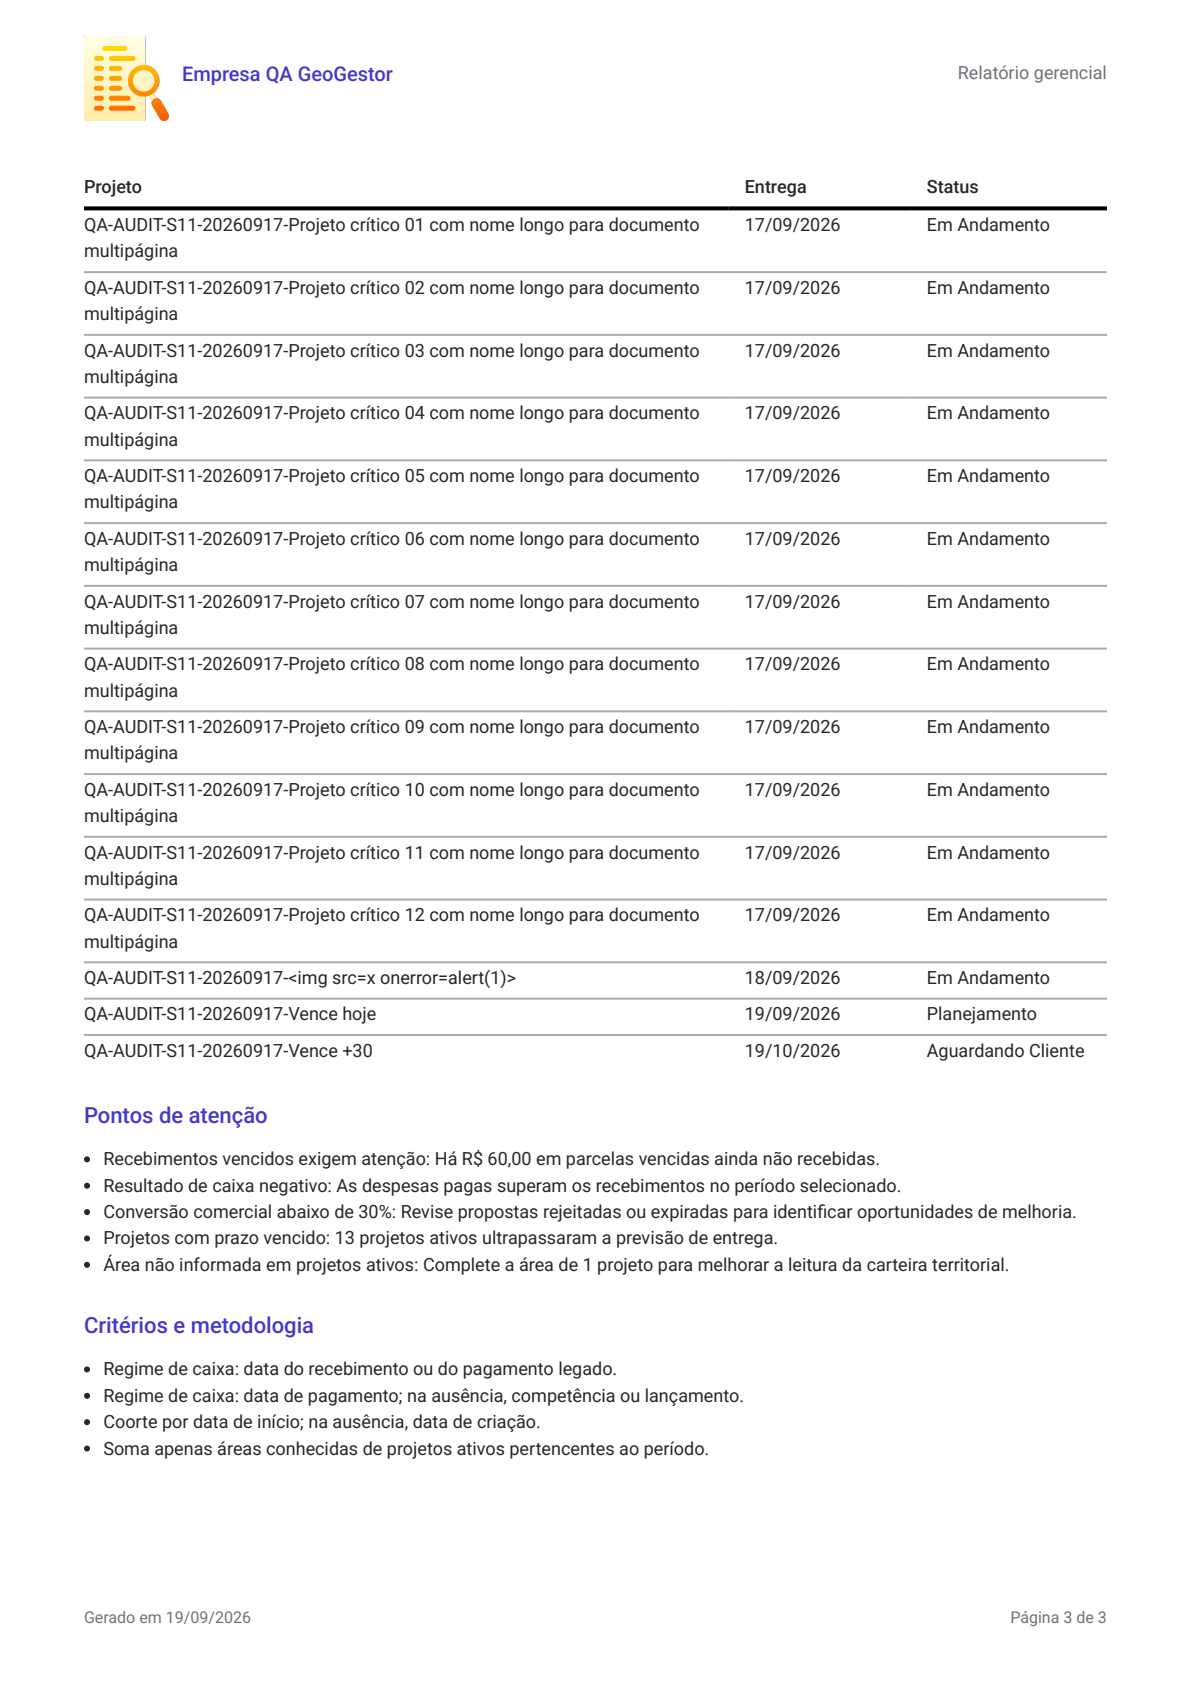 Empresa QA GeoGestor
Relatório gerencial
Projeto Entrega Status
QA-AUDIT-S11-20260917-Projeto crítico 01 com nome longo para documento 17/09/2026 Em Andamento
multipágina
QA-AUDIT-S11-20260917-Projeto crítico 02 com nome longo para documento 17/09/2026 Em Andamento
multipágina
QA-AUDIT-S11-20260917-Projeto crítico 03 com nome longo para documento 17/09/2026 Em Andamento
multipágina
QA-AUDIT-S11-20260917-Projeto crítico 04 com nome longo para documento 17/09/2026 Em Andamento
multipágina
QA-AUDIT-S11-20260917-Projeto crítico 05 com nome longo para documento 17/09/2026 Em Andamento
multipágina
QA-AUDIT-S11-20260917-Projeto crítico 06 com nome longo para documento 17/09/2026 Em Andamento
multipágina
QA-AUDIT-S11-20260917-Projeto crítico 07 com nome longo para documento 17/09/2026 Em Andamento
multipágina
QA-AUDIT-S11-20260917-Projeto crítico 08 com nome longo para documento 17/09/2026 Em Andamento
multipágina
QA-AUDIT-S11-20260917-Projeto crítico 09 com nome longo para documento 17/09/2026 Em Andamento
multipágina
QA-AUDIT-S11-20260917-Projeto crítico 10 com nome longo para documento 17/09/2026 Em Andamento
multipágina
QA-AUDIT-S11-20260917-Projeto crítico 11 com nome longo para documento 17/09/2026 Em Andamento
multipágina
QA-AUDIT-S11-20260917-Projeto crítico 12 com nome longo para documento 17/09/2026 Em Andamento
multipágina
QA-AUDIT-S11-20260917-<img src=x onerror=alert(1)> 18/09/2026 Em Andamento
QA-AUDIT-S11-20260917-Vence hoje 19/09/2026 Planejamento
QA-AUDIT-S11-20260917-Vence +30 19/10/2026 Aguardando Cliente
Pontos de atenção
• Recebimentos vencidos exigem atenção: Há R$ 60,00 em parcelas vencidas ainda não recebidas.
• Resultado de caixa negativo: As despesas pagas superam os recebimentos no período selecionado.
• Conversão comercial abaixo de 30%: Revise propostas rejeitadas ou expiradas para identificar oportunidades de melhoria.
• Projetos com prazo vencido: 13 projetos ativos ultrapassaram a previsão de entrega.
• Área não informada em projetos ativos: Complete a área de 1 projeto para melhorar a leitura da carteira territorial.
Critérios e metodologia
• Regime de caixa: data do recebimento ou do pagamento legado.
• Regime de caixa: data de pagamento; na ausência, competência ou lançamento.
• Coorte por data de início; na ausência, data de criação.
• Soma apenas áreas conhecidas de projetos ativos pertencentes ao período.
Gerado em 19/09/2026
Página 3 de 3